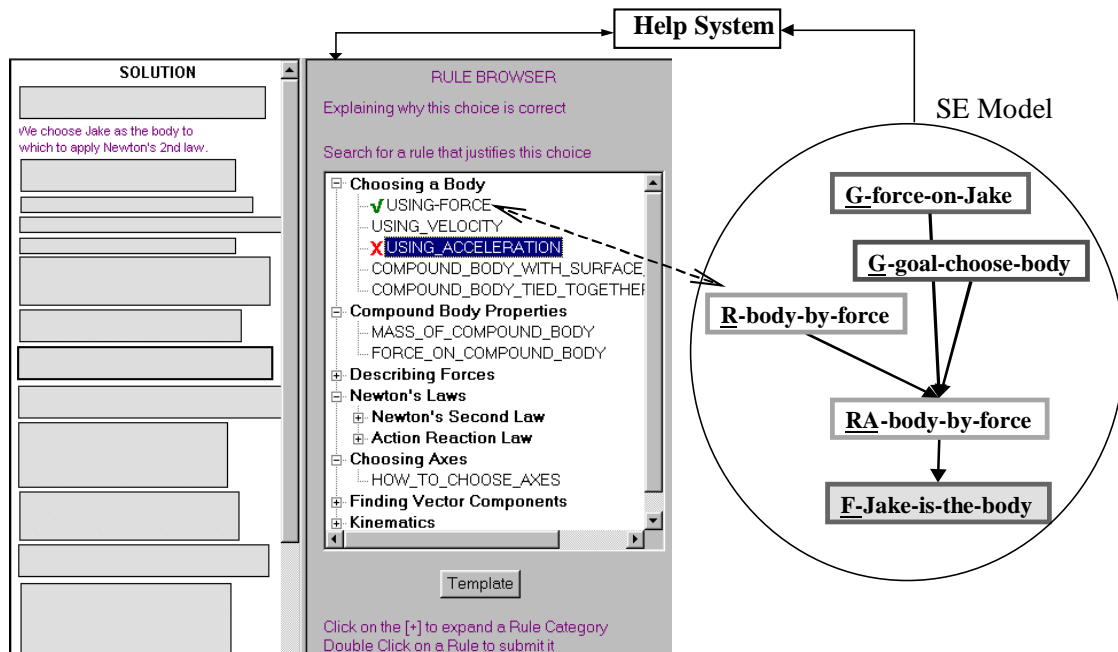 Help System
SOLUTION
We choose Jake as the body to
which to apply Newton's 2nd law.
RULE BROWSER
Explaining why this choice is correct
Search for a rule that justifies this choice
Choosing a Body
USING-FORCE
USING_VELOCITY
USING_ACCELERATION
COMPOUND_BODY_WITH_SURFACE_
COMPOUND_BODY_TIED_TOGETHER
Compound Body Properties
MASS_OF_COMPOUND_BODY
FORCE_ON_COMPOUND_BODY
Describing Forces
Newton's Laws
Newton's Second Law
Action Reaction Law
Choosing Axes
HOW_TO_CHOOSE_AXES
Finding Vector Components
Kinematics
Template
Click on the [+] to expand a Rule Category
Double Click on a Rule to submit it
SE Model
G-force-on-Jake
G-goal-choose-body
R-body-by-force
RA-body-by-force
F-Jake-is-the-body